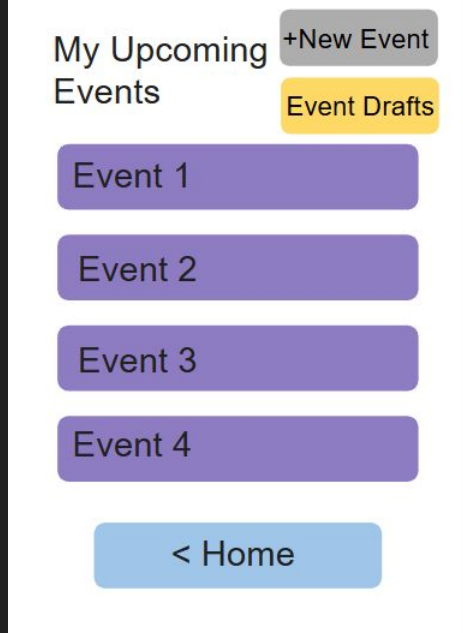 My Upcoming
Events
+New Event
Event Drafts
Event 1
Event 2
Event 3
Event 4
< Home